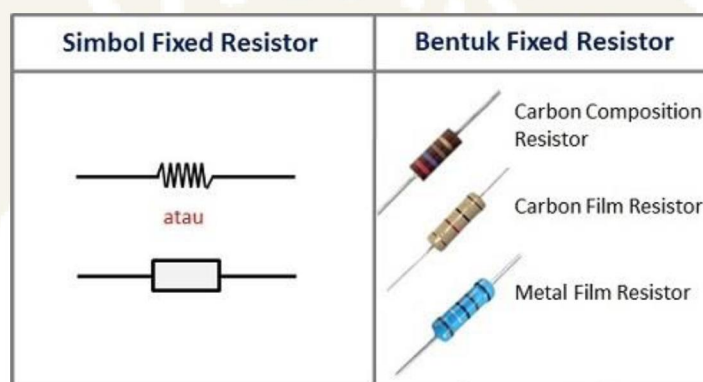 Simbol Fixed Resistor
Bentuk Fixed Resistor
atau
Carbon Composition
Resistor
Carbon Film Resistor
Metal Film Resistor